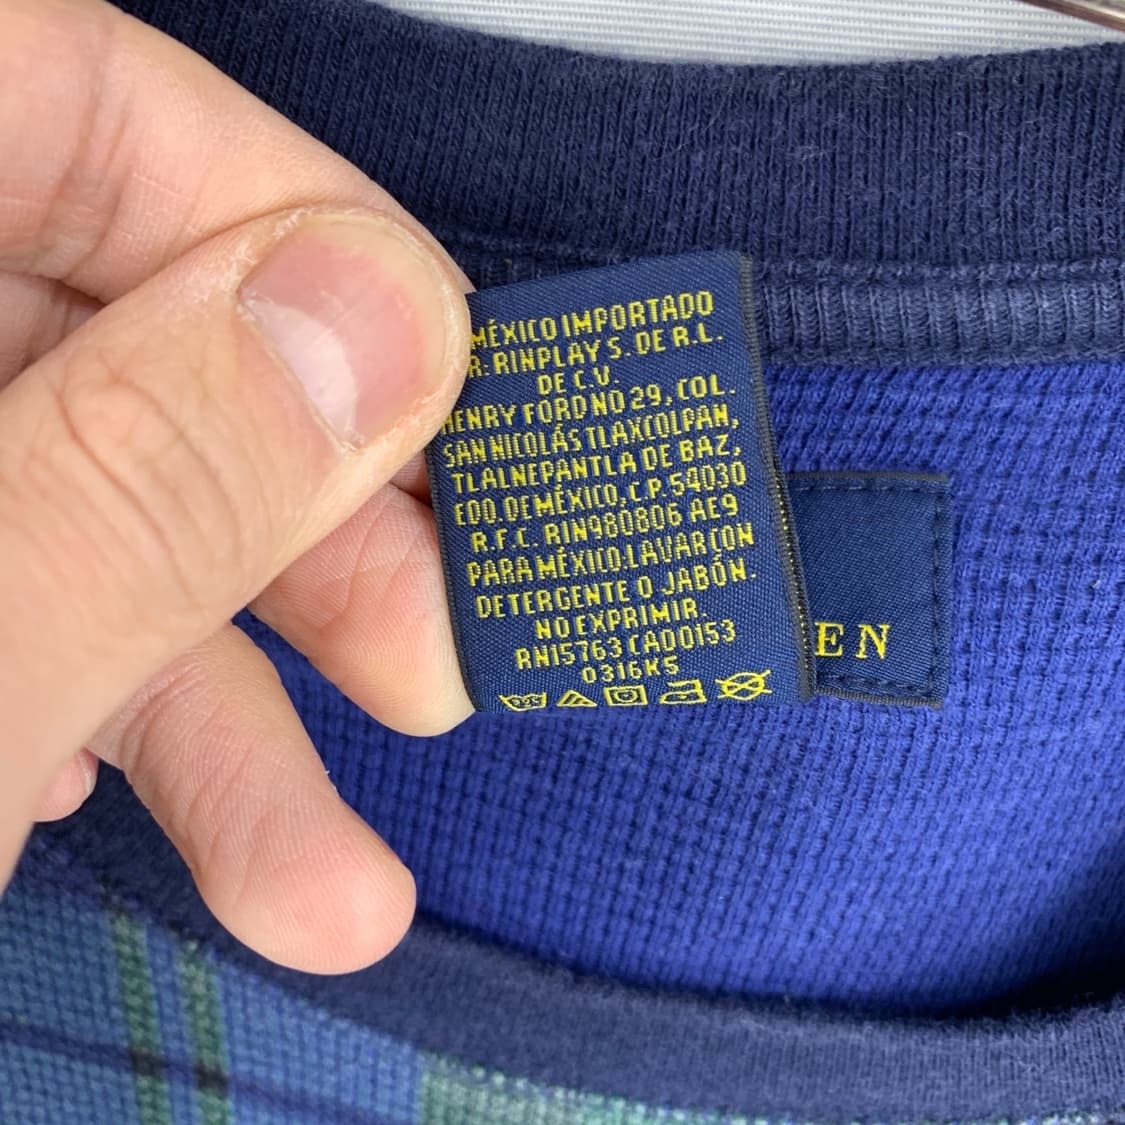 MÉXICO IMPORTADO
R: RINPLAY S. DE R.L.
DE C.V.
HENRY FORD NO 29, COL.
SAN NICOLÁS TLAXCOLPAN,
TLALNEPANTLA DE BAZ,
EDO. DE MÉXICO, C.P. 54030
R.F.C. RIN980806 AE9
PARA MÉXICO:LAVAR CON
DETERGENTE O JABÓN.
NO EXPRIMIR.
RN15763 CA00153
0316KS
EN